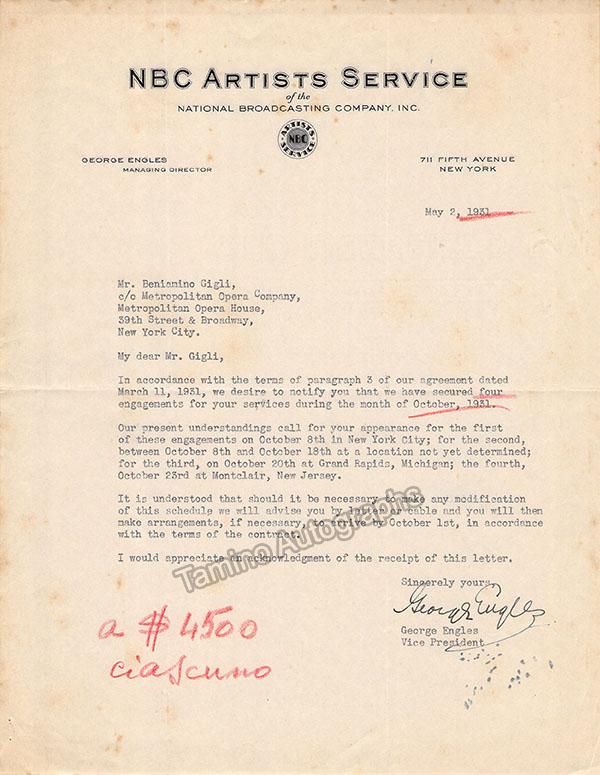 NBC ARTISTS SERVICE
of the
NATIONAL BROADCASTING COMPANY, INC.
ARTISTS
NBC
SERVICE
GEORGE ENGLES
MANAGING DIRECTOR
711 FIFTH AVENUE
NEW YORK
May 2, 1931
Mr. Beniamino Gigli,
c/o Metropolitan Opera Company,
Metropolitan Opera House,
39th Street & Broadway,
New York City.
My dear Mr. Gigli,
In accordance with the terms of paragraph 3 of our agreement dated
March 11, 1931, we desire to notify you that we have secured four
engagements for your services during the month of October, 1931.
Our present understandings call for your appearance for the first
of these engagements on October 8th in New York City; for the second,
between October 8th and October 18th at a location not yet determined;
for the third, on October 20th at Grand Rapids, Michigan; the fourth,
October 23rd at Montclair, New Jersey.
It is understood that should it be necessary to make any modification
of this schedule we will advise you by letter or cable and you will then
make arrangements, if necessary, to arrive by October 1st, in accordance
with the terms of the contract.
I would appreciate an acknowledgment of the receipt of this letter.
Tamino Autographs
Sincerely yours,
George Engles
George Engles
Vice President
a $ 4500
ciascuno